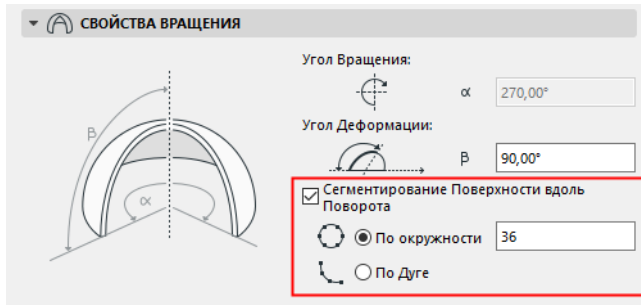 СВОЙСТВА ВРАЩЕНИЯ
Угол Вращения:
α 270,00°
Угол Деформации:
β 90,00°
β
α
Сегментирование Поверхности вдоль
Поворота
По окружности 36
По Дуге